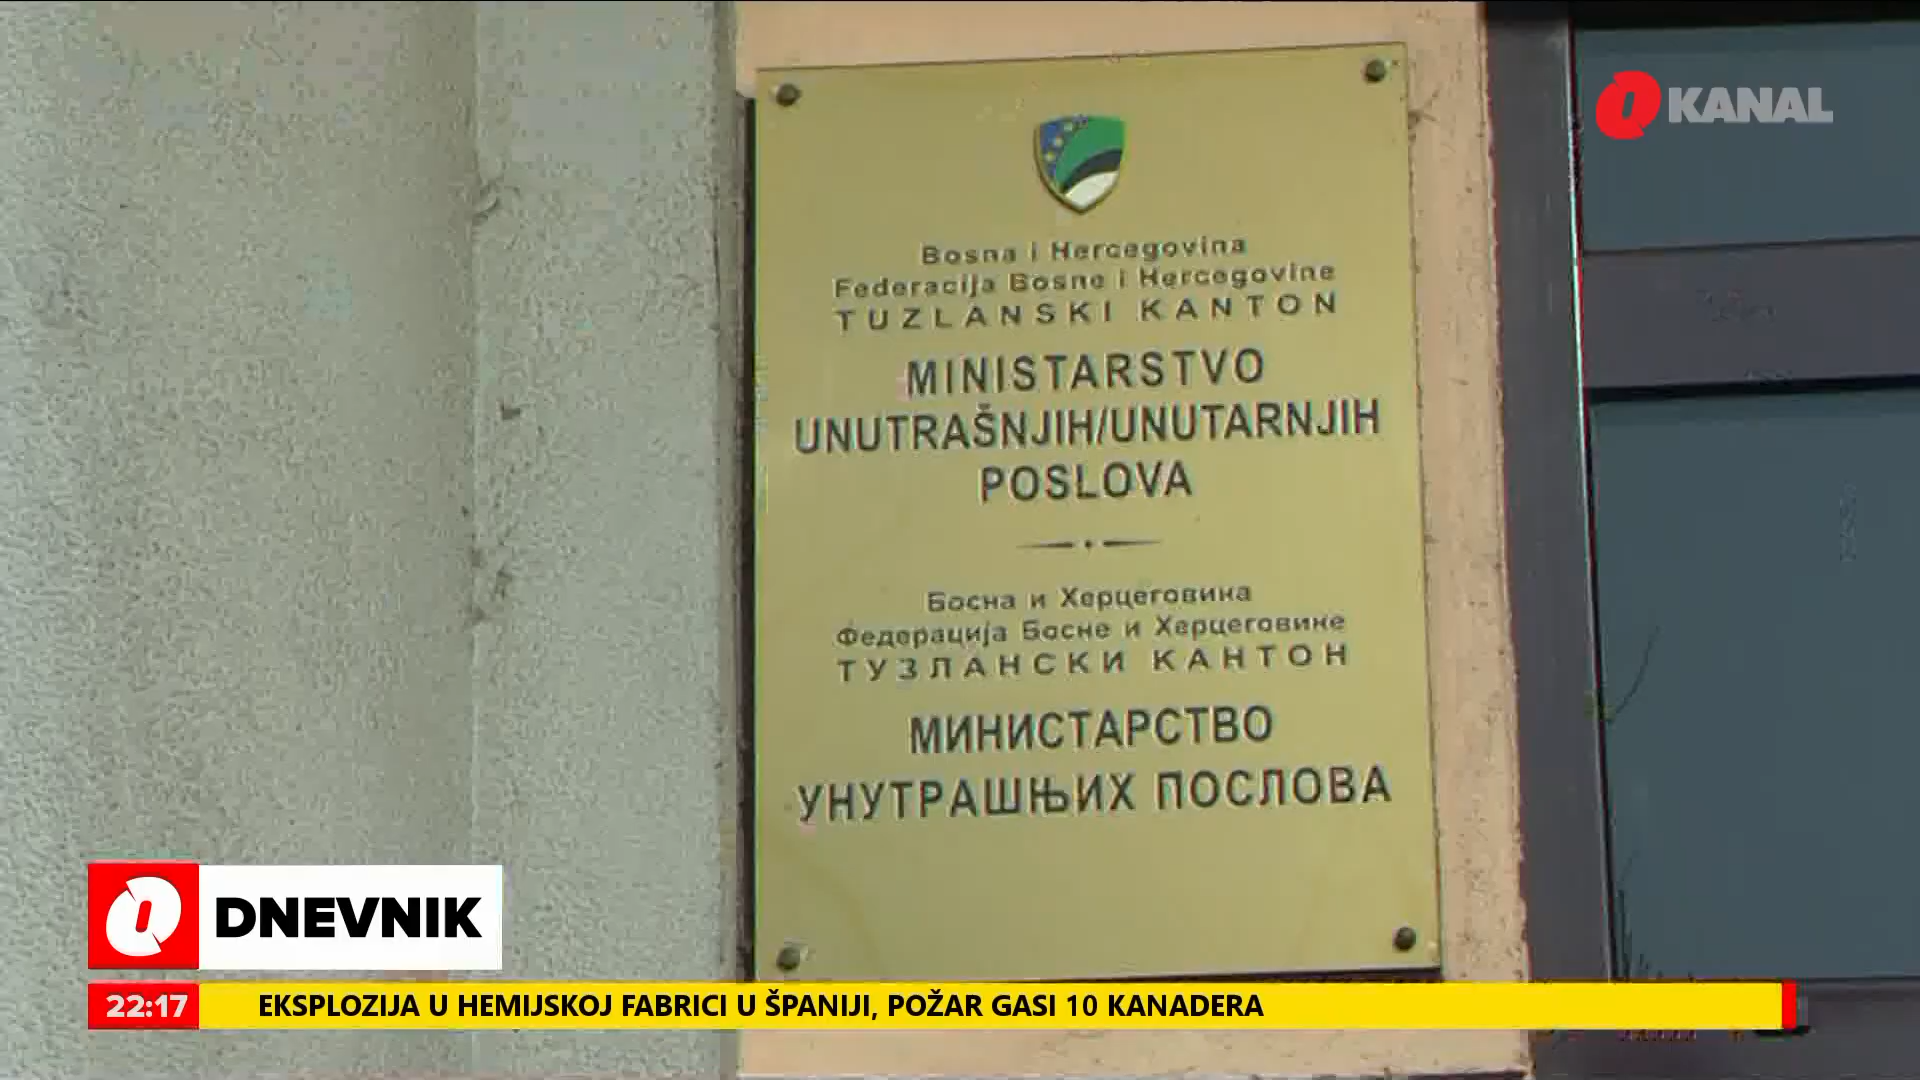 O KANAL
Bosna i Hercegovina
Federacija Bosne i Hercegovine
TUZLANSKI KANTON
MINISTARSTVO
UNUTRAŠNJIH/UNUTARNJIH
POSLOVA
Босна и Херцеговина
Федерација Босне и Херцеговине
ТУЗЛАНСКИ КАНТОН
МИНИСТАРСТВО
УНУТРАШЊИХ ПОСЛОВА
O DNEVNIK
22:17 EKSPLOZIJA U HEMIJSKOJ FABRICI U ŠPANIJI, POŽAR GASI 10 KANADERA